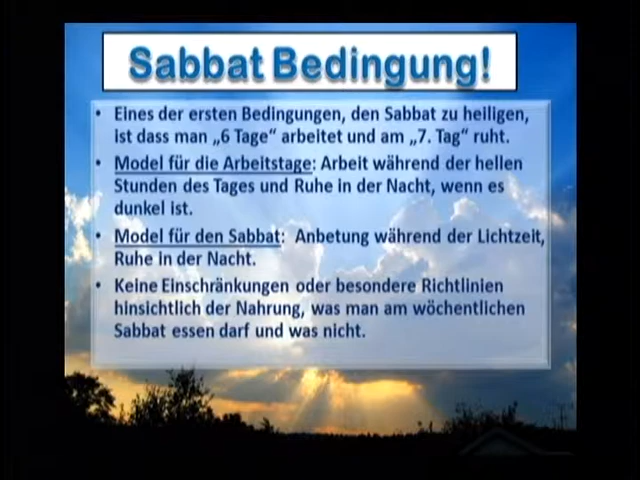 Sabbat Bedingung!
• Eines der ersten Bedingungen, den Sabbat zu heiligen,
ist dass man „6 Tage“ arbeitet und am „7. Tag“ ruht.
• Model für die Arbeitstage: Arbeit während der hellen
Stunden des Tages und Ruhe in der Nacht, wenn es
dunkel ist.
• Model für den Sabbat: Anbetung während der Lichtzeit,
Ruhe in der Nacht.
• Keine Einschränkungen oder besondere Richtlinien
hinsichtlich der Nahrung, was man am wöchentlichen
Sabbat essen darf und was nicht.